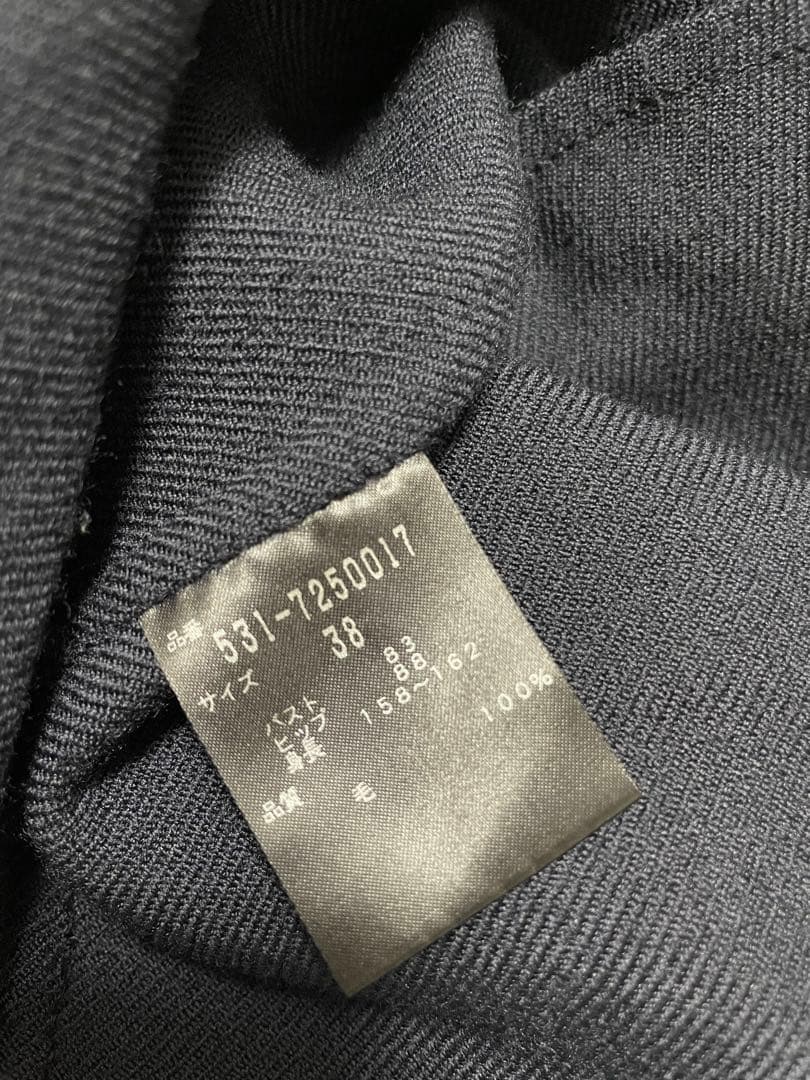 品番 531-7250017
サイズ 38
バスト 83
ヒップ 88
身長 158~162
品質 毛 100%